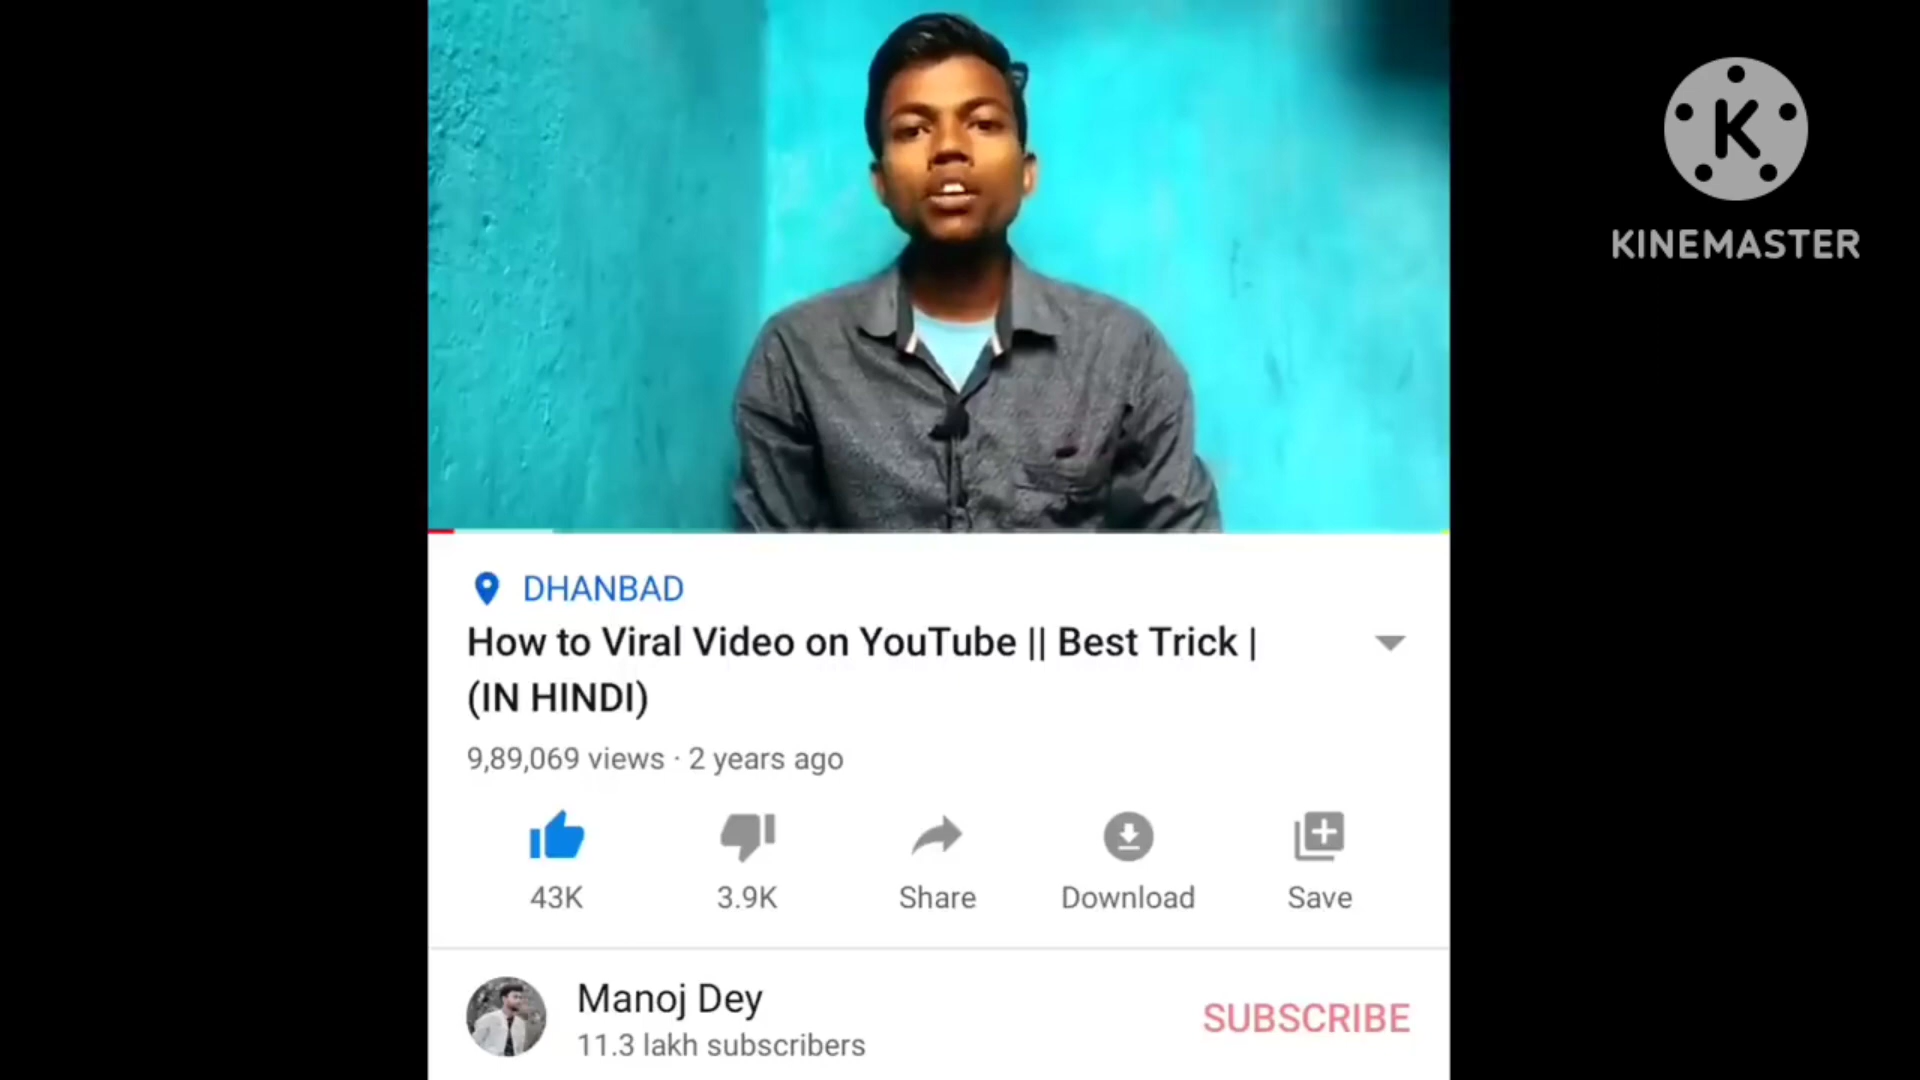 K
KINEMASTER
DHANBAD
How to Viral Video on YouTube || Best Trick |
(IN HINDI)
9,89,069 views · 2 years ago
43K
3.9K
Share
Download
Save
Manoj Dey
11.3 lakh subscribers
SUBSCRIBE